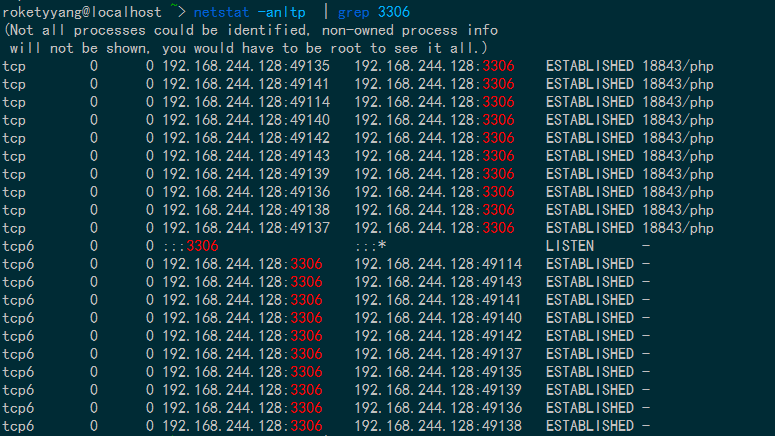 roketyyang@localhost ~> netstat -anltp | grep 3306
(Not all processes could be identified, non-owned process info
 will not be shown, you would have to be root to see it all.)
tcp 0 0 192.168.244.128:49135 192.168.244.128:3306 ESTABLISHED 18843/php
tcp 0 0 192.168.244.128:49141 192.168.244.128:3306 ESTABLISHED 18843/php
tcp 0 0 192.168.244.128:49114 192.168.244.128:3306 ESTABLISHED 18843/php
tcp 0 0 192.168.244.128:49140 192.168.244.128:3306 ESTABLISHED 18843/php
tcp 0 0 192.168.244.128:49142 192.168.244.128:3306 ESTABLISHED 18843/php
tcp 0 0 192.168.244.128:49143 192.168.244.128:3306 ESTABLISHED 18843/php
tcp 0 0 192.168.244.128:49139 192.168.244.128:3306 ESTABLISHED 18843/php
tcp 0 0 192.168.244.128:49136 192.168.244.128:3306 ESTABLISHED 18843/php
tcp 0 0 192.168.244.128:49138 192.168.244.128:3306 ESTABLISHED 18843/php
tcp 0 0 192.168.244.128:49137 192.168.244.128:3306 ESTABLISHED 18843/php
tcp6 0 0 :::3306 :::* LISTEN -
tcp6 0 0 192.168.244.128:3306 192.168.244.128:49114 ESTABLISHED -
tcp6 0 0 192.168.244.128:3306 192.168.244.128:49143 ESTABLISHED -
tcp6 0 0 192.168.244.128:3306 192.168.244.128:49141 ESTABLISHED -
tcp6 0 0 192.168.244.128:3306 192.168.244.128:49140 ESTABLISHED -
tcp6 0 0 192.168.244.128:3306 192.168.244.128:49142 ESTABLISHED -
tcp6 0 0 192.168.244.128:3306 192.168.244.128:49137 ESTABLISHED -
tcp6 0 0 192.168.244.128:3306 192.168.244.128:49135 ESTABLISHED -
tcp6 0 0 192.168.244.128:3306 192.168.244.128:49139 ESTABLISHED -
tcp6 0 0 192.168.244.128:3306 192.168.244.128:49136 ESTABLISHED -
tcp6 0 0 192.168.244.128:3306 192.168.244.128:49138 ESTABLISHED -